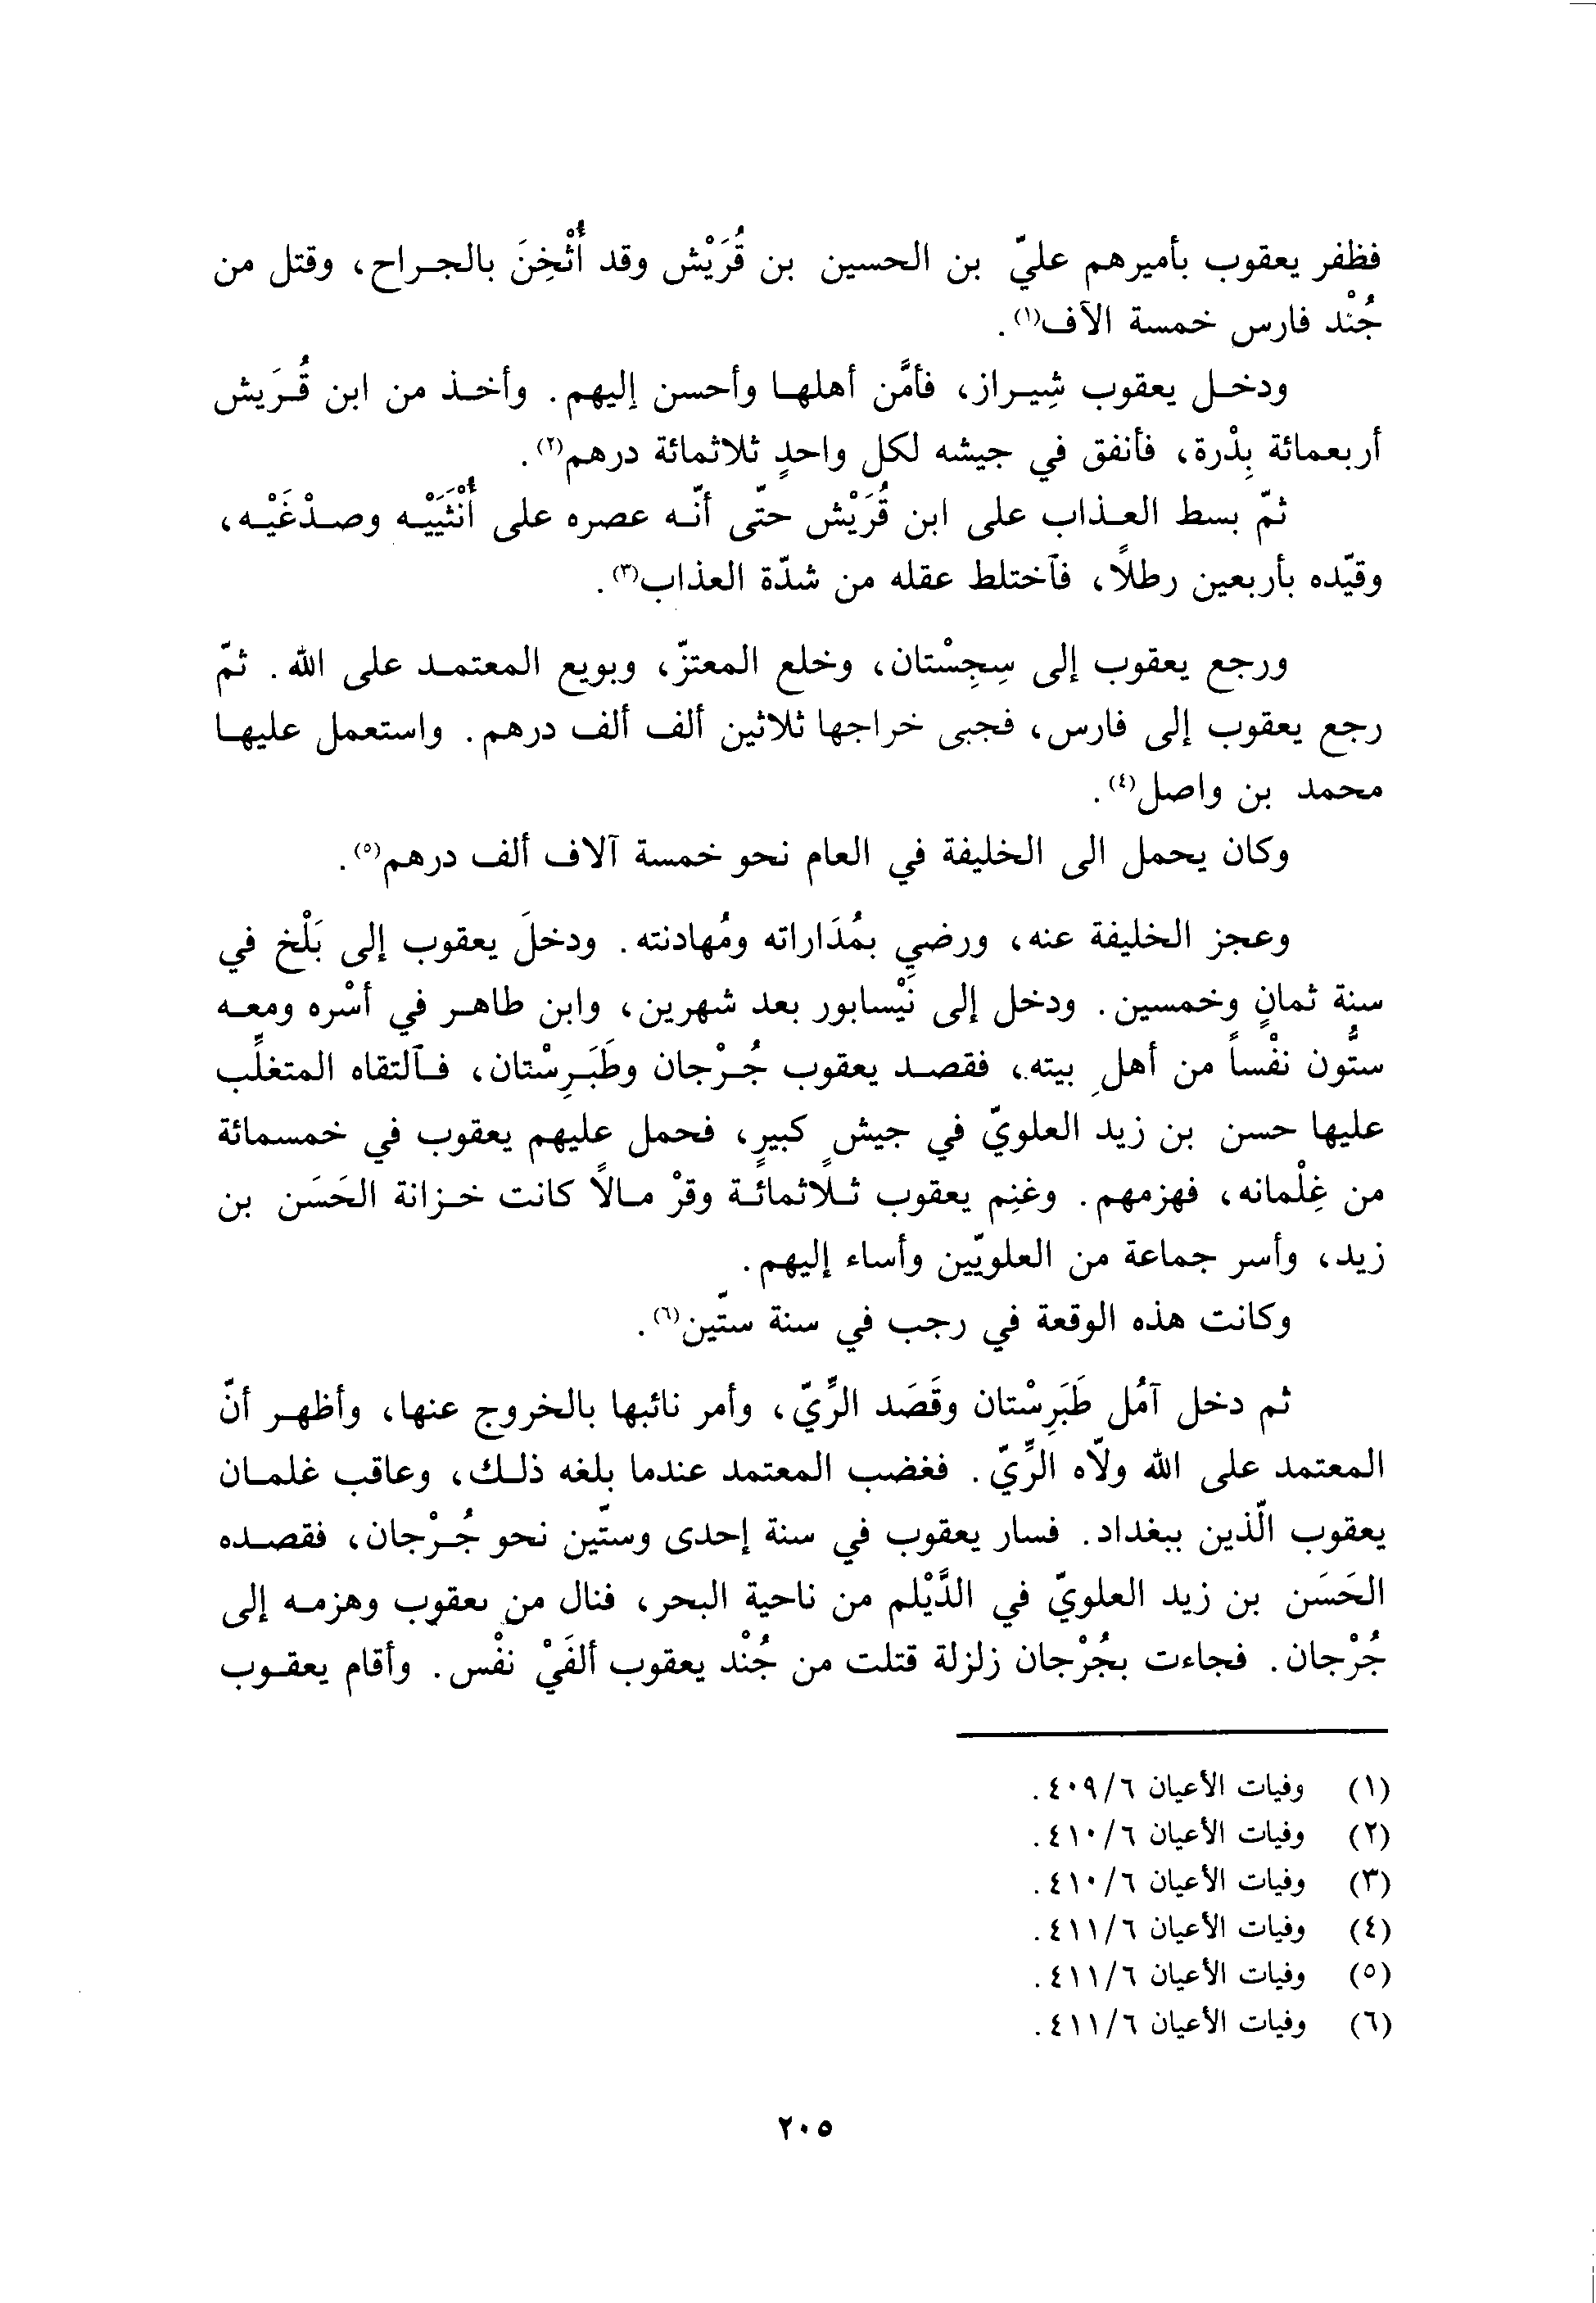 فظفر يعقوب بأميرهم عليّ بن الحسين بن قُرَيْش وقد أُثْخِنَ بالجراح، وقتل من
جُنْد فارس خمسة الآف(١).
ودخل يعقوب شِيراز، فأمَّن أهلها وأحسن إليهم. وأخذ من ابن قُرَيش
أربعمائة بِدْرة، فأنفق في جيشه لكل واحدٍ ثلاثمائة درهم(٢).
ثمّ بسط العذاب على ابن قُرَيْش حتّى أنّه عصره على أُنْثَيَيْه وصدْغَيْه،
وقيّده بأربعين رطلاً، فآختلط عقله من شدّة العذاب(٣).
ورجع يعقوب إلى سِجِسْتان، وخلع المعتزّ، وبويع المعتمد على الله. ثمّ
رجع يعقوب إلى فارس، فجبى خراجها ثلاثين ألف ألف درهم. واستعمل عليها
محمد بن واصل(٤).
وكان يحمل الى الخليفة في العام نحو خمسة آلاف ألف درهم(٥).
وعجز الخليفة عنه، ورضي بمُدَاراته ومُهادنته. ودخلَ يعقوب إلى بَلْخ في
سنة ثمانٍ وخمسين. ودخل إلى نَيْسابور بعد شهرين، وابن طاهر في أسْره ومعه
ستُّون نفْساً من أهلِ بيته، فقصد يعقوب جُرْجان وطَبَرِسْتان، فآلتقاه المتغلِّب
عليها حسن بن زيد العلويّ في جيشٍ كبيرٍ، فحمل عليهم يعقوب في خمسمائة
من غِلْمانه، فهزمهم. وغنِم يعقوب ثلاثمائة وقرْ مالاً كانت خزانة الحَسَن بن
زيد، وأسر جماعة من العلويّين وأساء إليهم.
وكانت هذه الوقعة في رجب في سنة ستّين(٦).
ثم دخل آمُل طَبَرِسْتان وقَصَد الرِّيّ، وأمر نائبها بالخروج عنها، وأظهر أنّ
المعتمد على الله ولاّه الرِّيّ. فغضب المعتمد عندما بلغه ذلك، وعاقب غلمان
يعقوب الّذين ببغداد. فسار يعقوب في سنة إحدى وستّين نحو جُرْجان، فقصده
الحَسَن بن زيد العلويّ في الدَّيْلم من ناحية البحر، فنال من يعقوب وهزمه إلى
جُرْجان. فجاءت بجُرْجان زلزلة قتلت من جُنْد يعقوب ألفَيْ نفْس. وأقام يعقوب
(١) وفيات الأعيان ٤٠٩/٦.
(٢) وفيات الأعيان ٤١٠/٦.
(٣) وفيات الأعيان ٤١٠/٦.
(٤) وفيات الأعيان ٤١١/٦.
(٥) وفيات الأعيان ٤١١/٦.
(٦) وفيات الأعيان ٤١١/٦.
٢٠٥